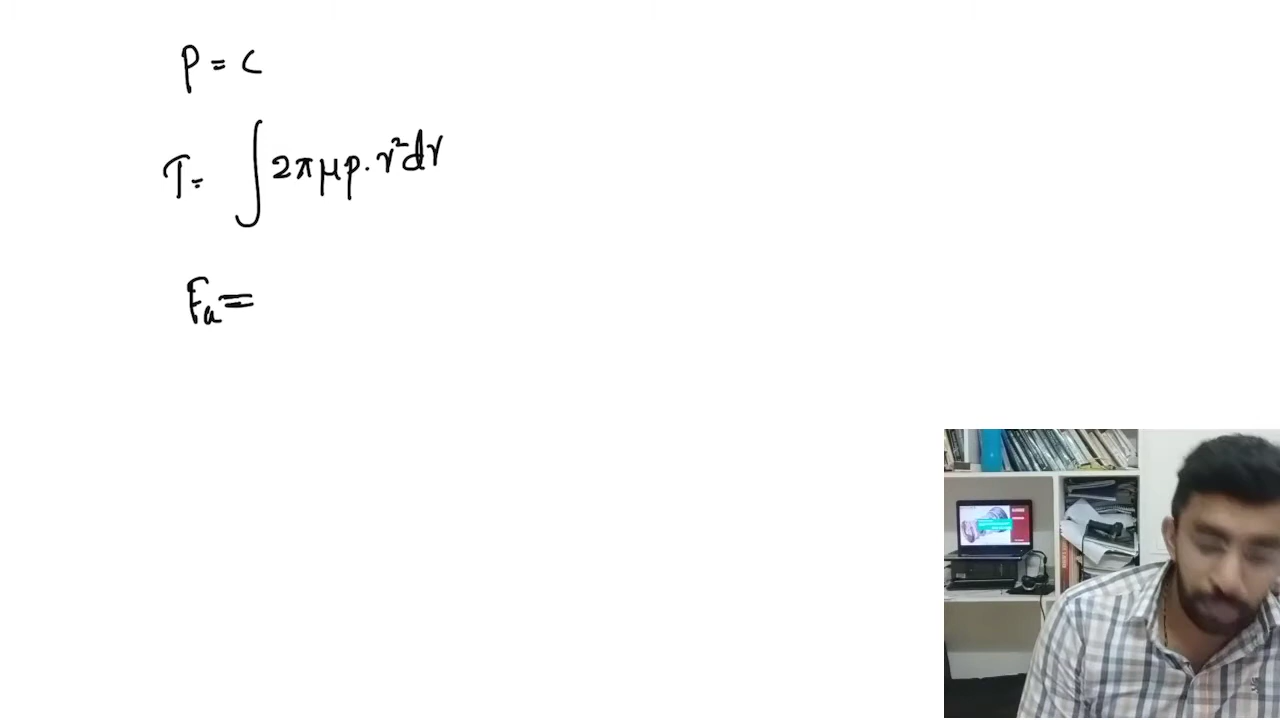 p = c
T = ∫ 2πμp. r²dr
Fa =